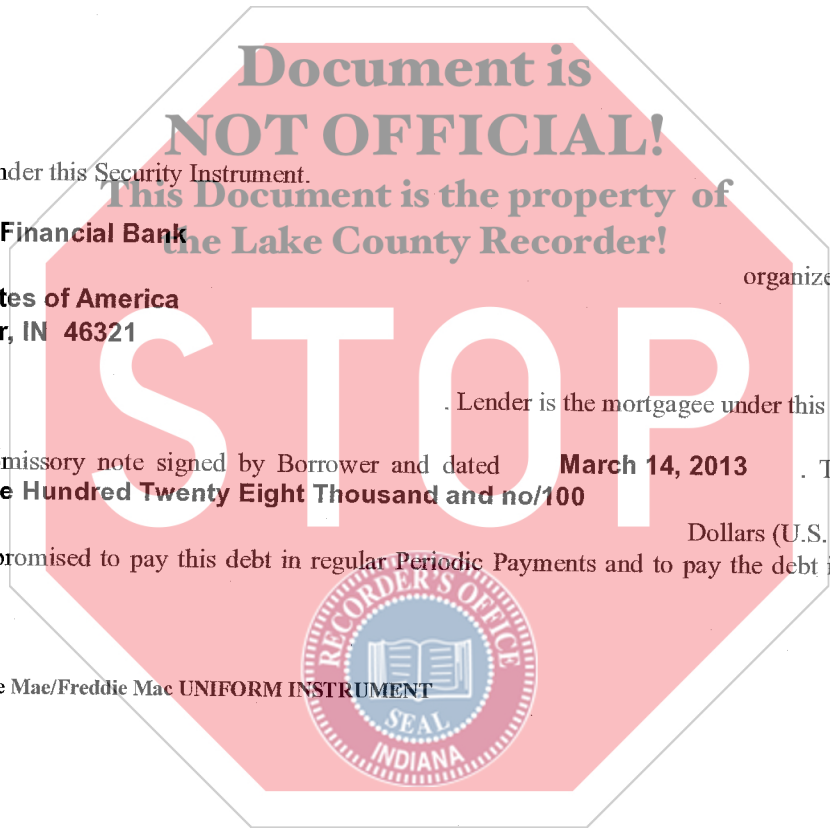 Document is
NOT OFFICIAL!
nder this Security Instrument.
This Document is the property of
Financial Bank
the Lake County Recorder!
organize
tes of America
r, IN 46321
STOP
. Lender is the mortgagee under this
missory note signed by Borrower and dated March 14, 2013 . T
e Hundred Twenty Eight Thousand and no/100
Dollars (U.S.
promised to pay this debt in regular Periodic Payments and to pay the debt i
RECORDER'S OFFICE
e Mae/Freddie Mac UNIFORM INSTRUMENT
SEAL
INDIANA